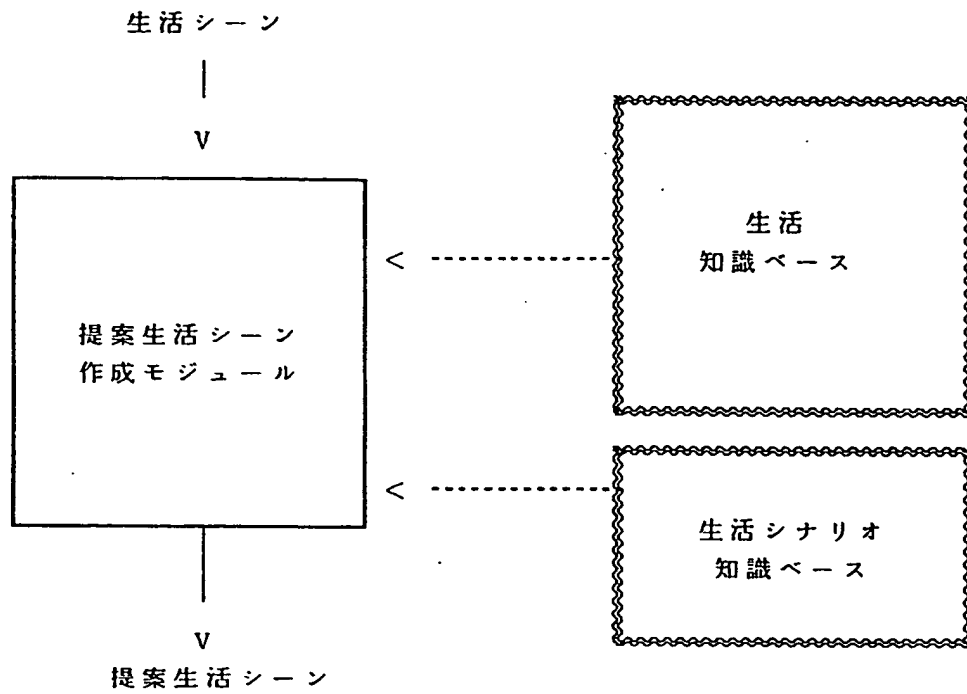 生活シーン
生活
知識ベース
提案生活シーン
作成モジュール
生活シナリオ
知識ベース
提案生活シーン